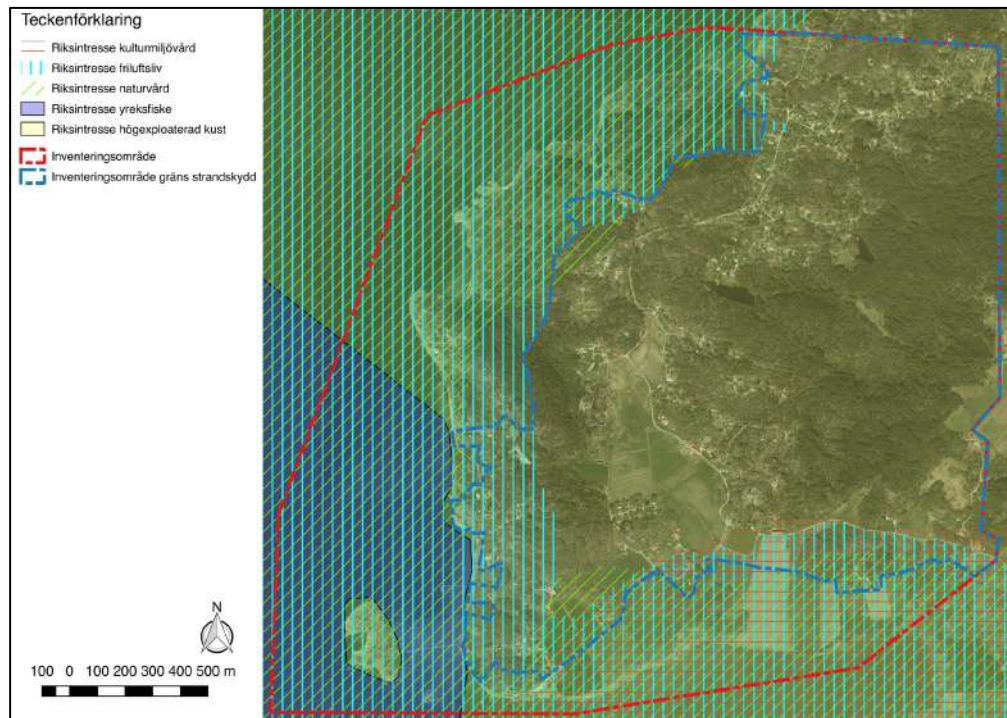 Teckenförklaring
Riksintresse kulturmiljövård
Riksintresse friluftsliv
Riksintresse naturvård
Riksintresse yreksfiske
Riksintresse högexploaterad kust
Inventeringsområde
Inventeringsområde gräns strandskydd
N
100 0 100 200 300 400 500 m